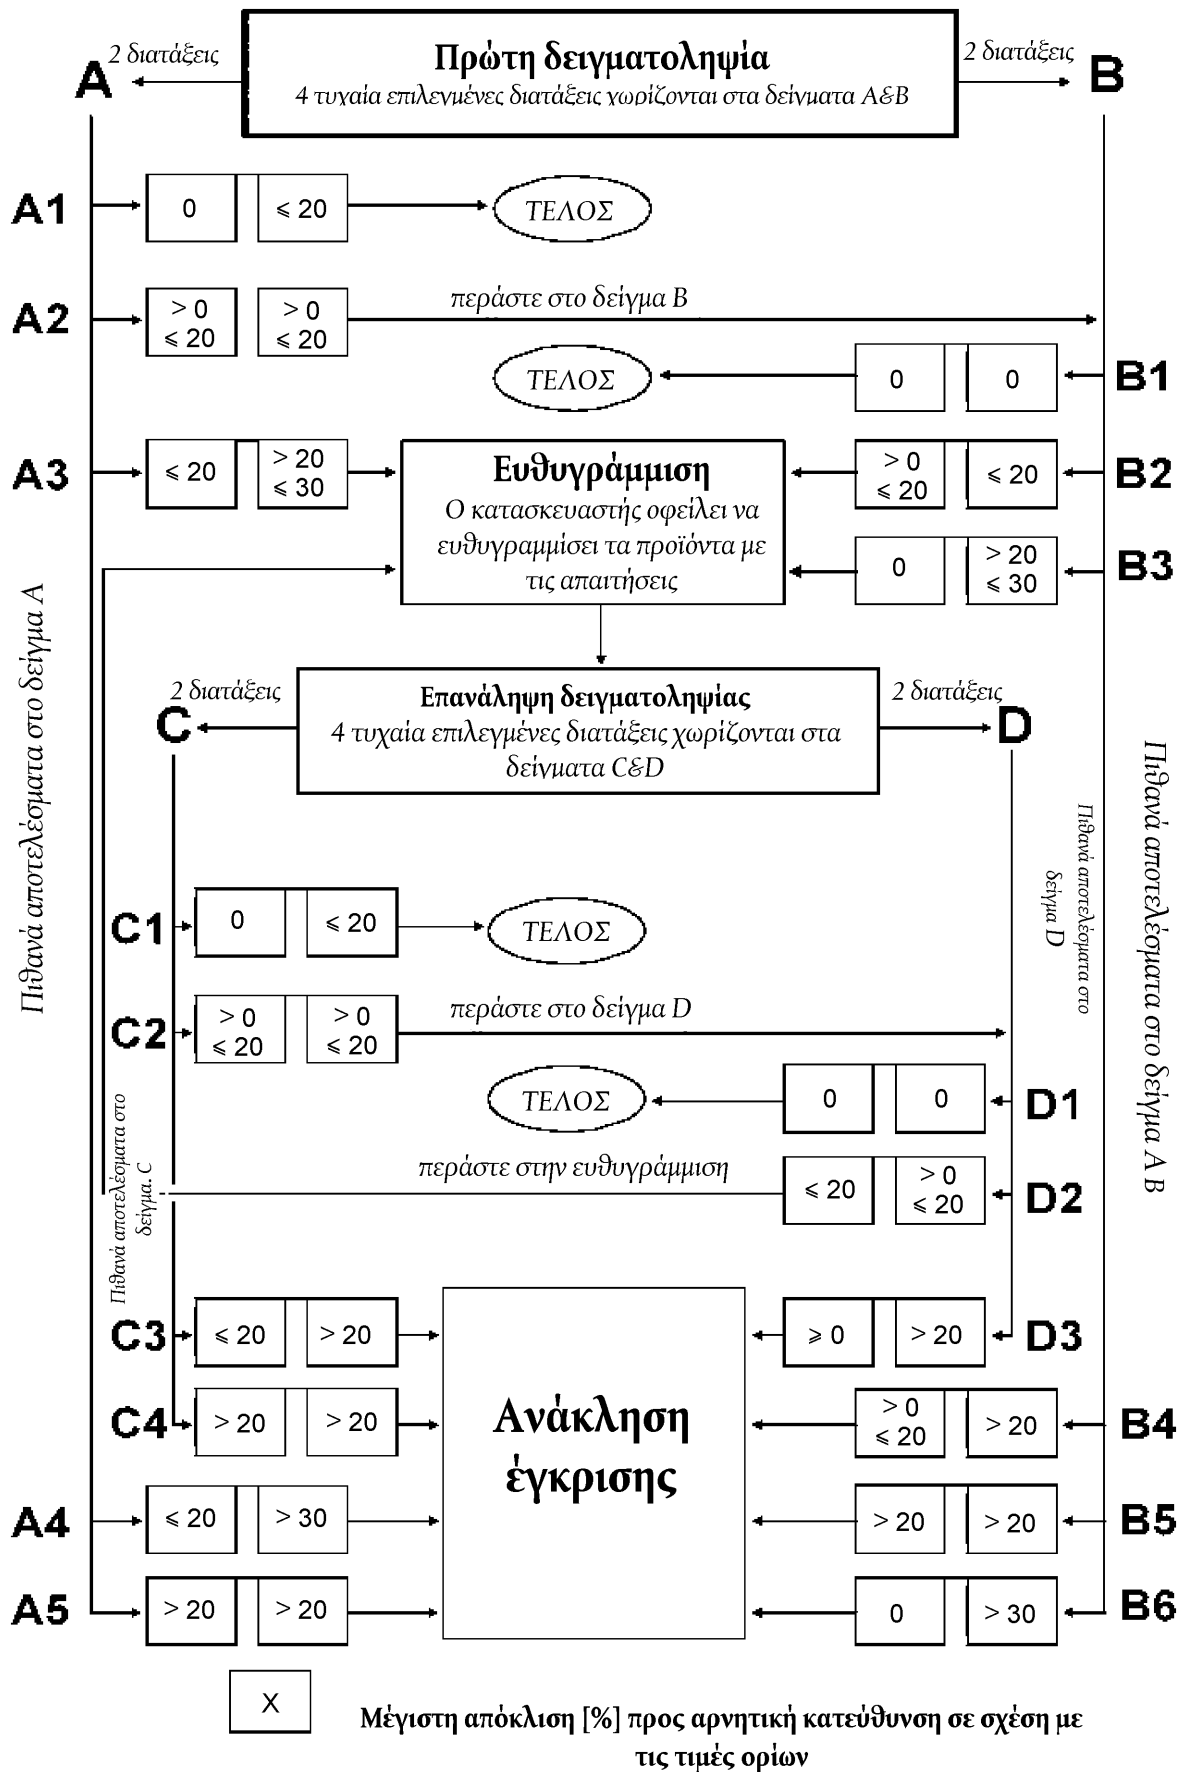 Πρώτη δειγματοληψία
4 τυχαία επιλεγμένες διατάξεις χωρίζονται στα δείγματα A&B
2 διατάξεις
A
2 διατάξεις
B
A1
0
⩽ 20
ΤΕΛΟΣ
A2
> 0
⩽ 20
> 0
⩽ 20
περάστε στο δείγμα B
ΤΕΛΟΣ
0
0
B1
A3
⩽ 20
> 20
⩽ 30
Ευθυγράμμιση
Ο κατασκευαστής οφείλει να
ευθυγραμμίσει τα προϊόντα με
τις απαιτήσεις
> 0
⩽ 20
⩽ 20
B2
0
> 20
⩽ 30
B3
Πιθανά αποτελέσματα στο δείγμα A
2 διατάξεις
C
Επανάληψη δειγματοληψίας
4 τυχαία επιλεγμένες διατάξεις χωρίζονται στα
δείγματα C&D
2 διατάξεις
D
Πιθανά αποτελέσματα στο
δείγμα D
Πιθανά αποτελέσματα στο δείγμα A B
C1
0
⩽ 20
ΤΕΛΟΣ
C2
> 0
⩽ 20
> 0
⩽ 20
περάστε στο δείγμα D
ΤΕΛΟΣ
0
0
D1
Πιθανά αποτελέσματα στο
δείγμα. C
περάστε στην ευθυγράμμιση
⩽ 20
> 0
⩽ 20
D2
C3
⩽ 20
> 20
⩾ 0
> 20
D3
Ανάκληση
έγκρισης
C4
> 20
> 20
> 0
⩽ 20
> 20
B4
A4
⩽ 20
> 30
> 20
> 20
B5
A5
> 20
> 20
0
> 30
B6
X
Μέγιστη απόκλιση [%] προς αρνητική κατεύθυνση σε σχέση με
τις τιμές ορίων